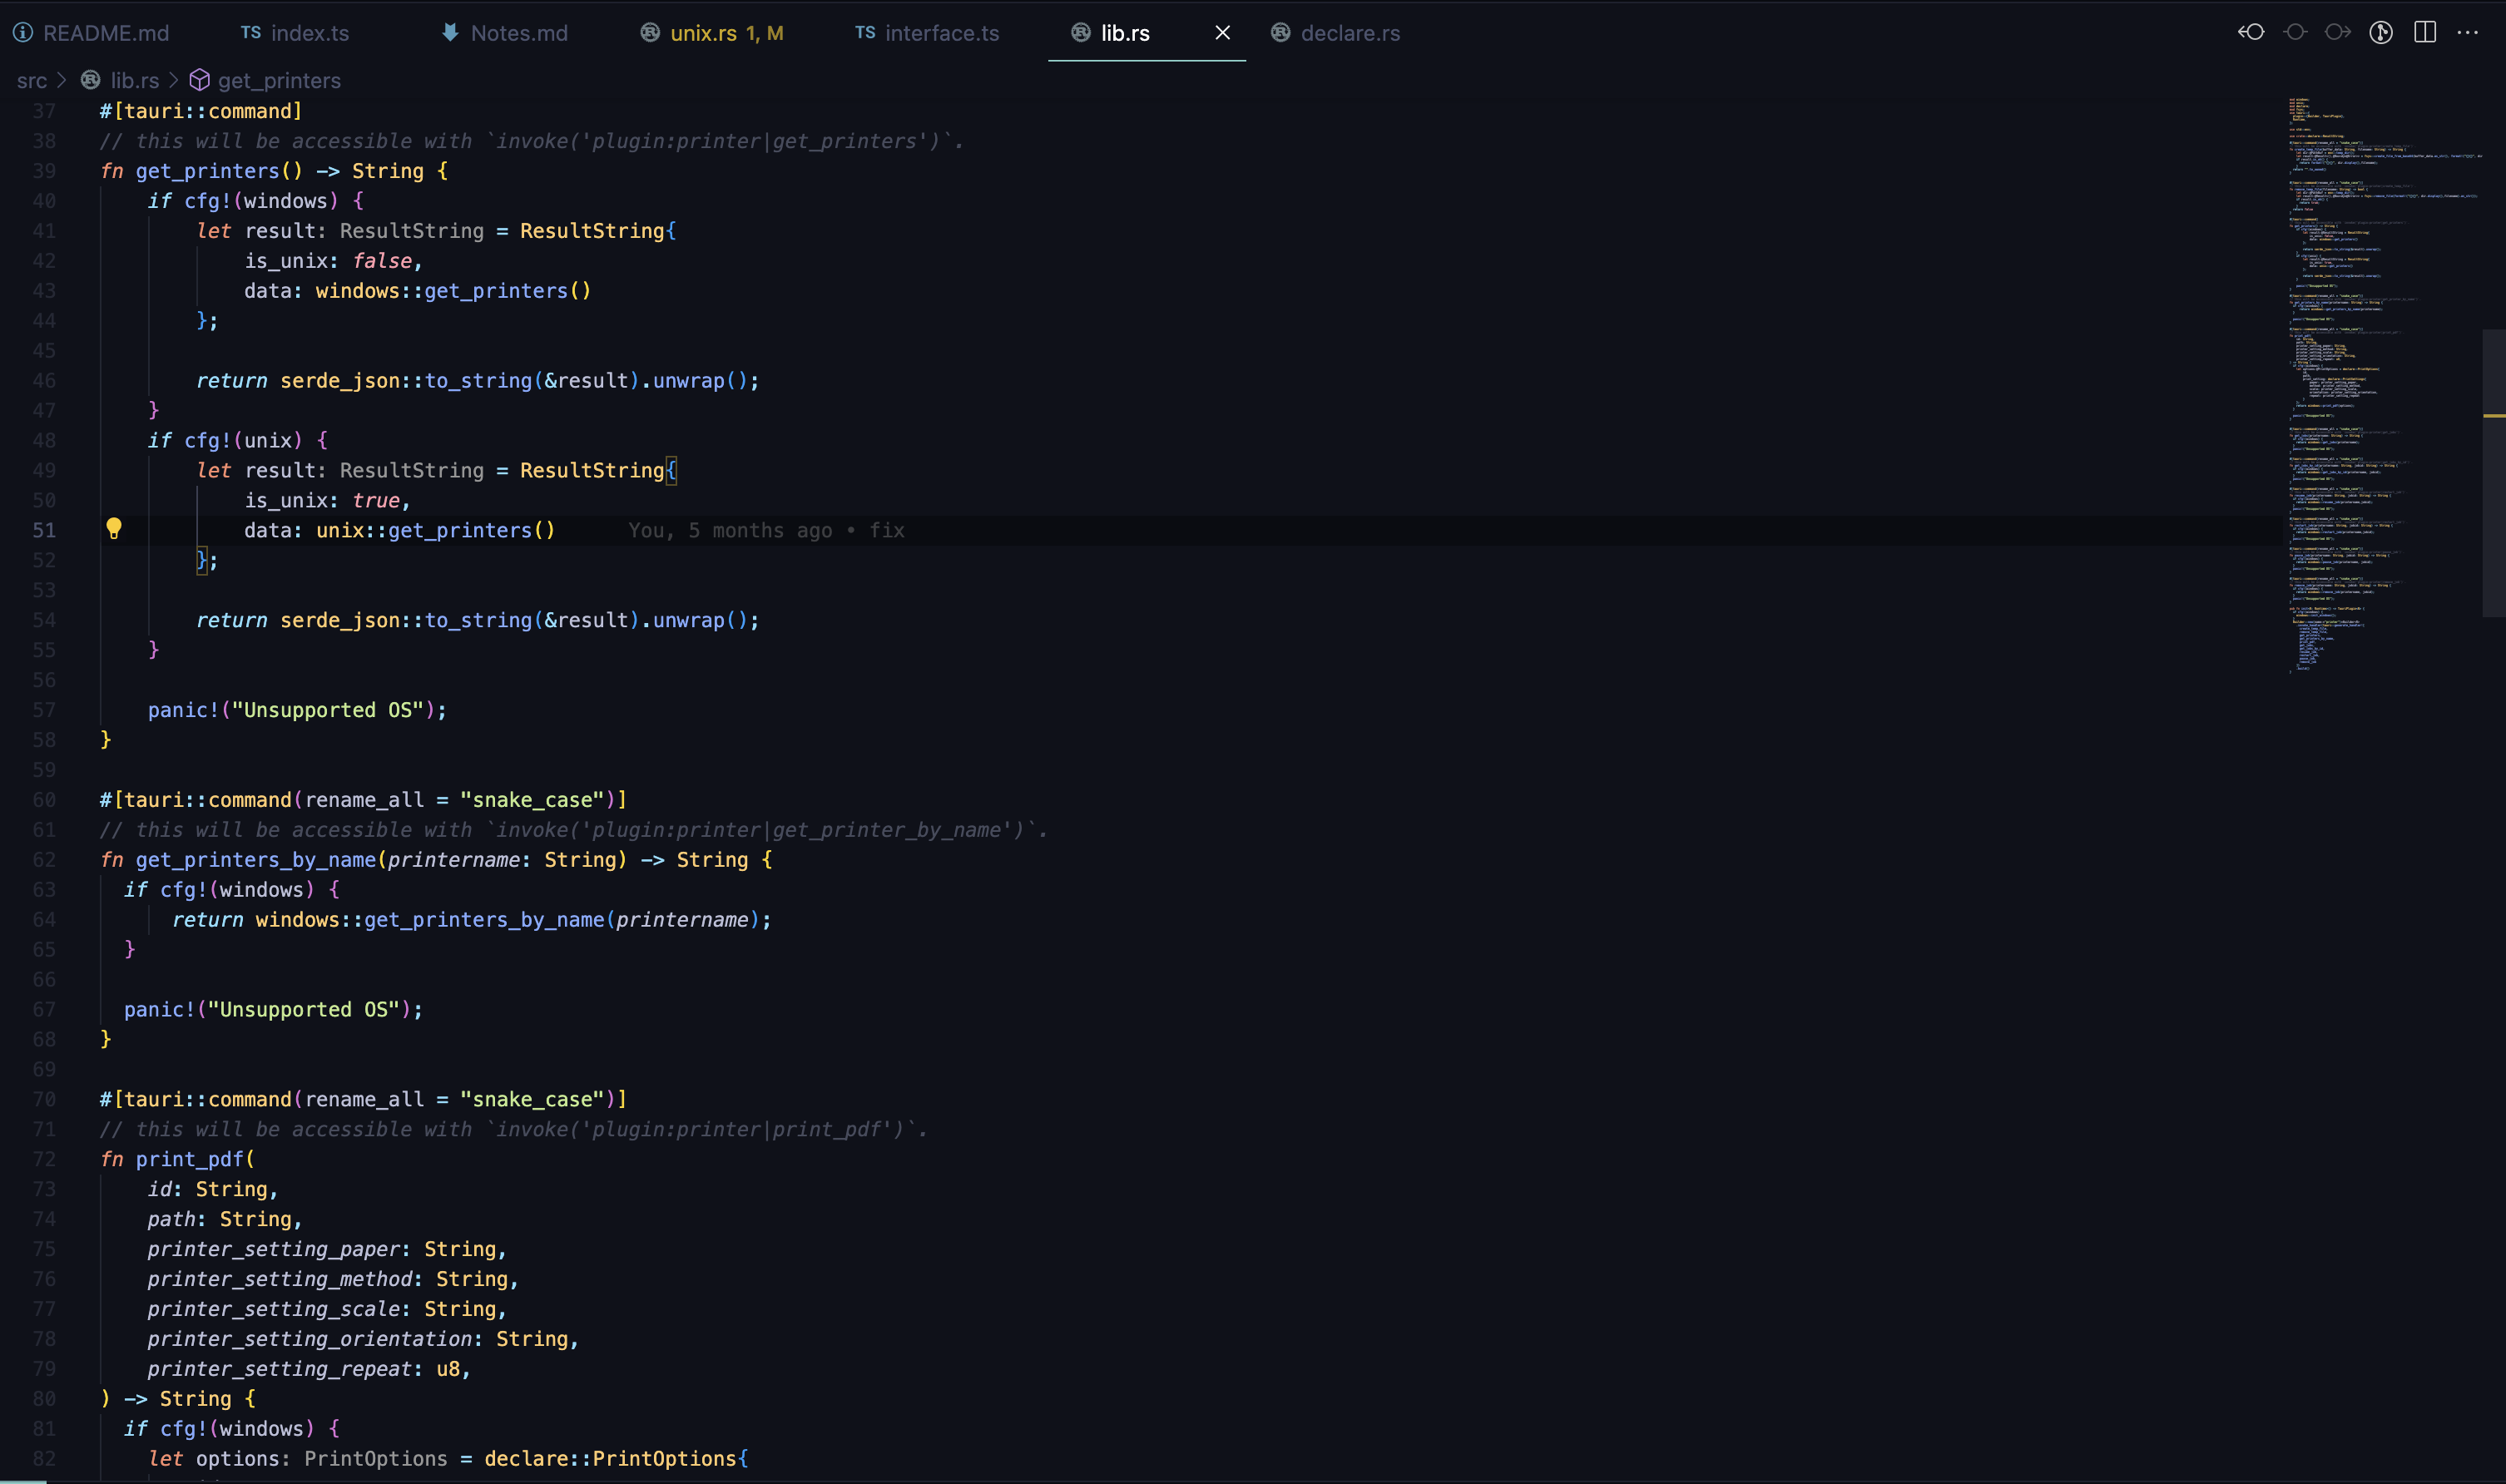 README.md TS index.ts Notes.md unix.rs 1, M TS interface.ts lib.rs declare.rs
src > lib.rs > get_printers
37 #[tauri::command]
38 // this will be accessible with `invoke('plugin:printer|get_printers')`.
39 fn get_printers() -> String {
40     if cfg!(windows) {
41         let result: ResultString = ResultString{
42             is_unix: false,
43             data: windows::get_printers()
44         };
45
46         return serde_json::to_string(&result).unwrap();
47     }
48     if cfg!(unix) {
49         let result: ResultString = ResultString{
50             is_unix: true,
51             data: unix::get_printers()      You, 5 months ago • fix
52         };
53
54         return serde_json::to_string(&result).unwrap();
55     }
56
57     panic!("Unsupported OS");
58 }
59
60 #[tauri::command(rename_all = "snake_case")]
61 // this will be accessible with `invoke('plugin:printer|get_printer_by_name')`.
62 fn get_printers_by_name(printername: String) -> String {
63   if cfg!(windows) {
64       return windows::get_printers_by_name(printername);
65   }
66
67   panic!("Unsupported OS");
68 }
69
70 #[tauri::command(rename_all = "snake_case")]
71 // this will be accessible with `invoke('plugin:printer|print_pdf')`.
72 fn print_pdf(
73     id: String,
74     path: String,
75     printer_setting_paper: String,
76     printer_setting_method: String,
77     printer_setting_scale: String,
78     printer_setting_orientation: String,
79     printer_setting_repeat: u8,
80 ) -> String {
81   if cfg!(windows) {
82     let options: PrintOptions = declare::PrintOptions{